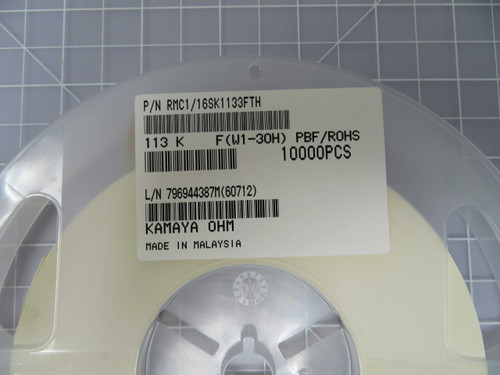 P/N RMC1/16SK1133FTH
113 K F(W1-30H) PBF/ROHS
10000PCS
L/N 796944387M(60712)
KAMAYA OHM
MADE IN MALAYSIA